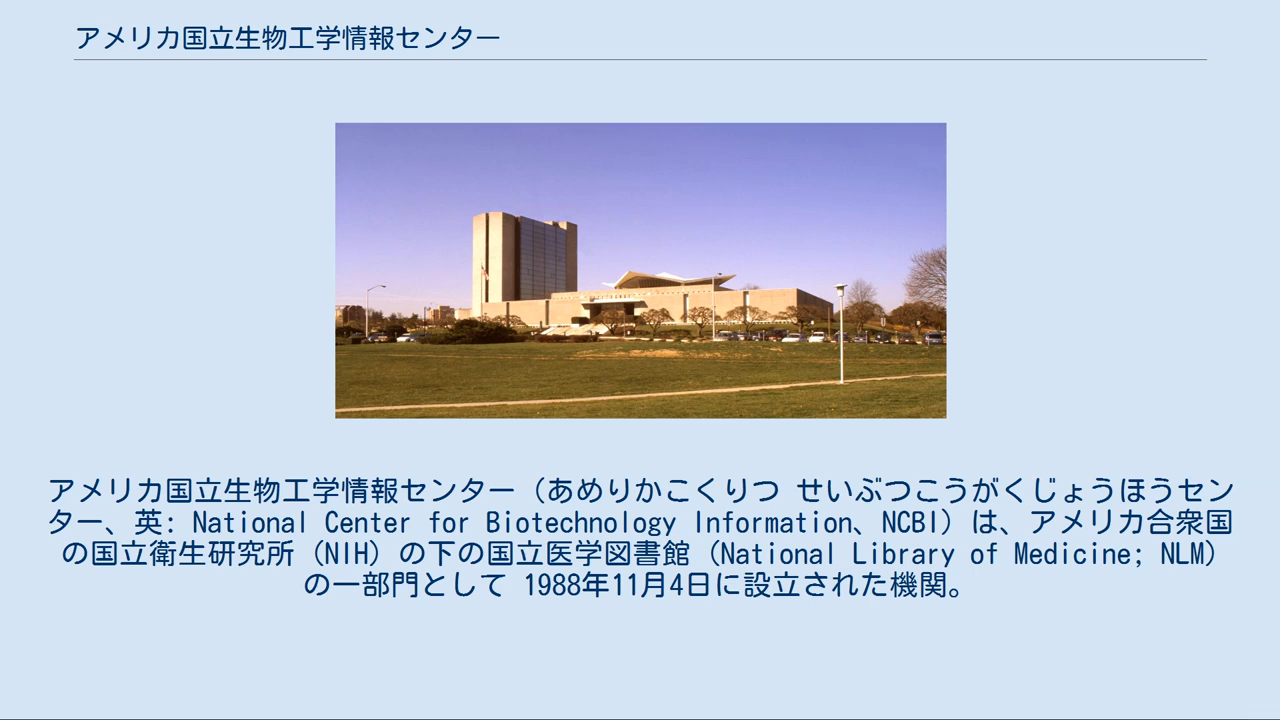 アメリカ国立生物工学情報センター
アメリカ国立生物工学情報センター（あめりかこくりつ せいぶつこうがくじょうほうセン
ター、英: National Center for Biotechnology Information、NCBI）は、アメリカ合衆国
の国立衛生研究所（NIH）の下の国立医学図書館（National Library of Medicine; NLM）
の一部門として 1988年11月4日に設立された機関。